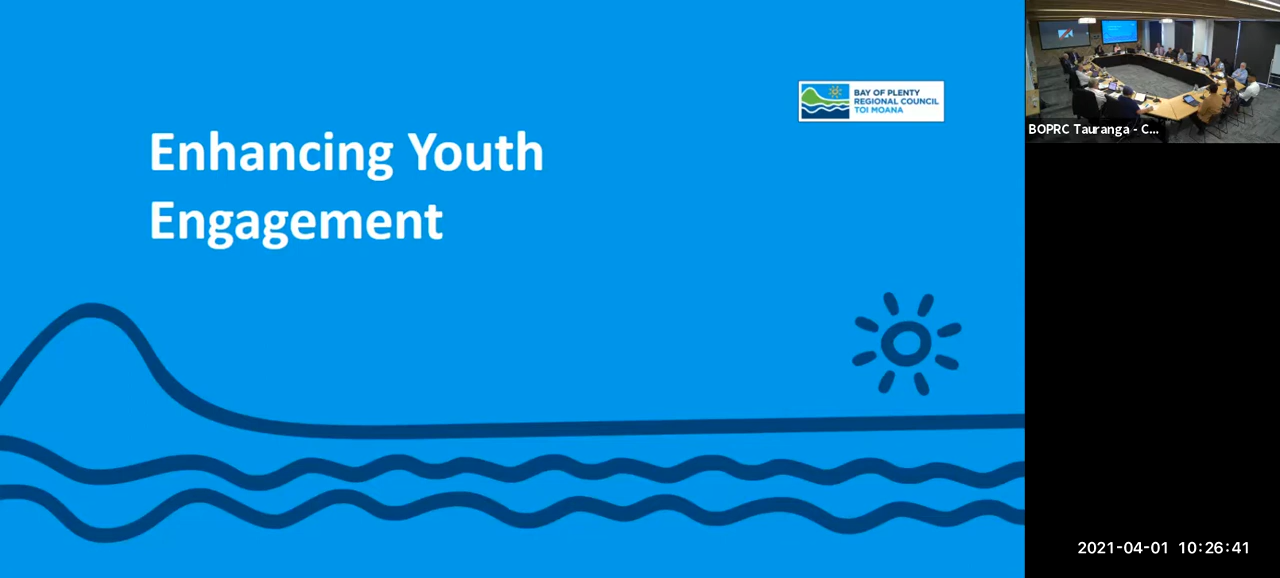 Enhancing Youth
Engagement
BAY OF PLENTY
REGIONAL COUNCIL
TOI MOANA
BOPRC Tauranga - C...
2021-04-01 10:26:41